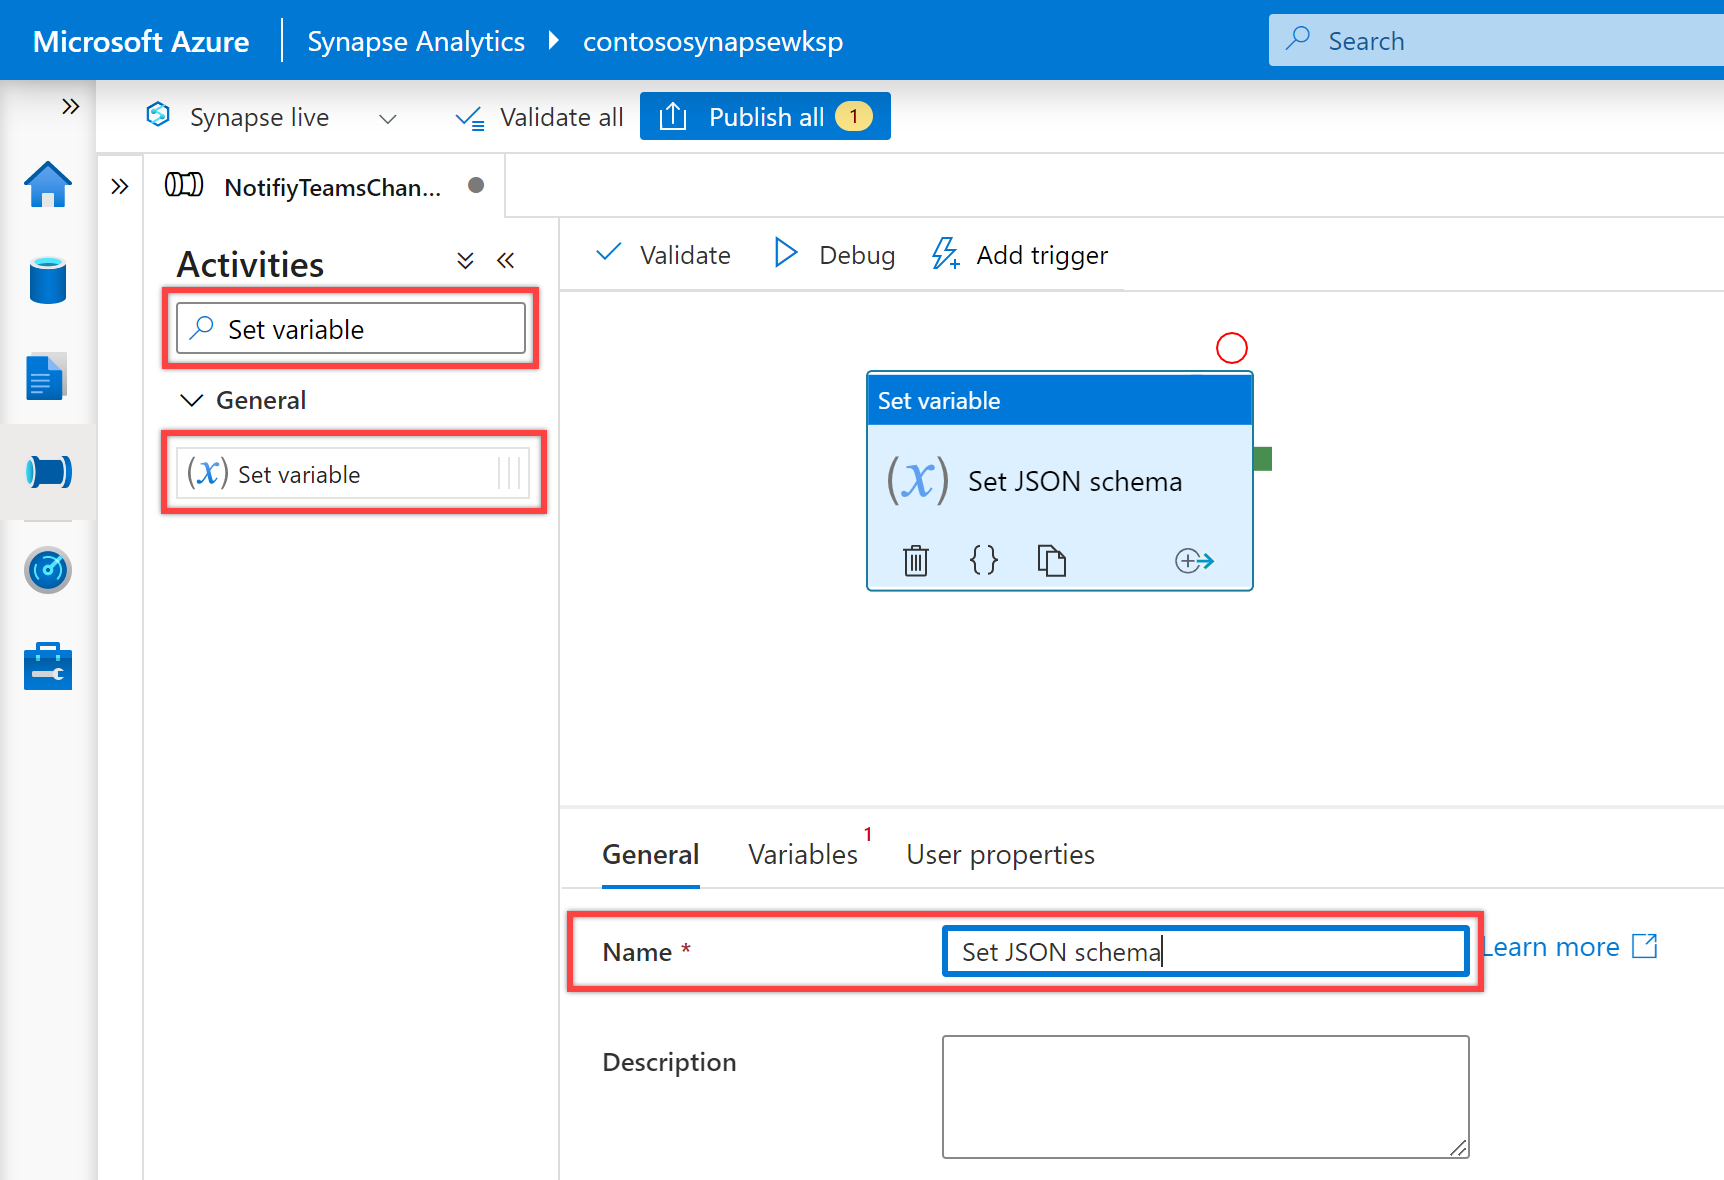 Microsoft Azure
Synapse Analytics
contososynapsewksp
Search
Synapse live
Validate all
Publish all
1
NotifiyTeamsChan...
Activities
Set variable
General
(x) Set variable
Validate
Debug
Add trigger
Set variable
(x) Set JSON schema
{}
General
Variables
1
User properties
Name *
Set JSON schema
Learn more
Description